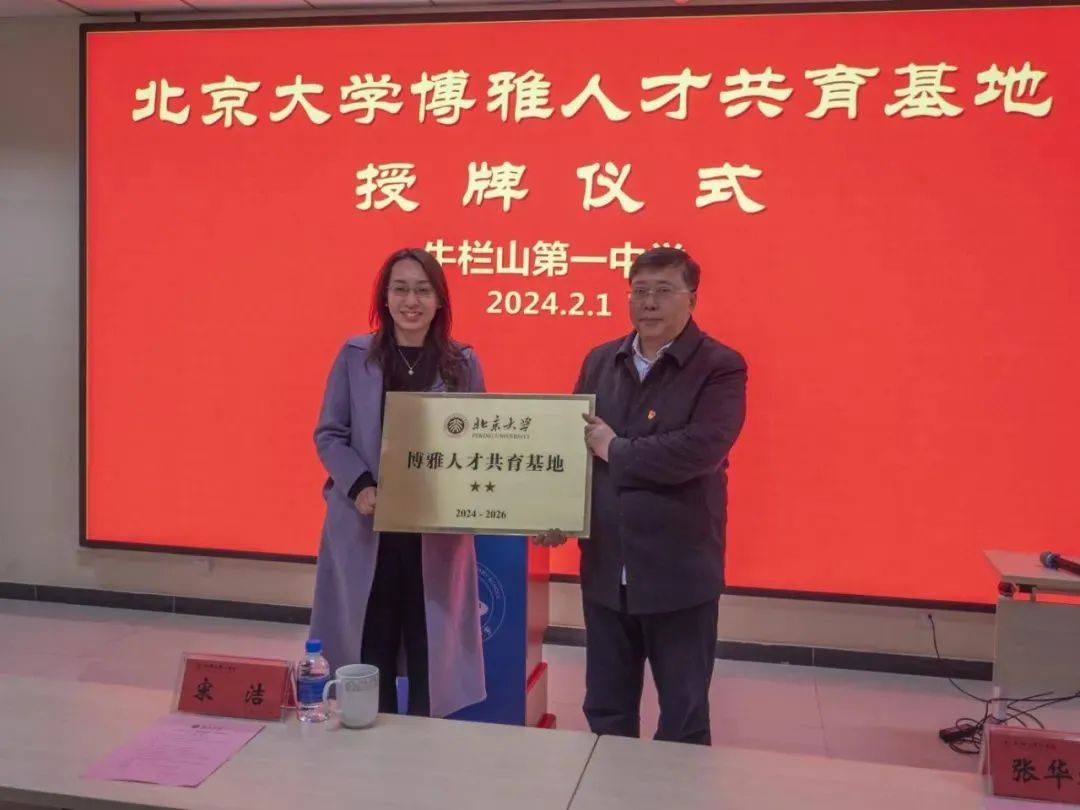 北京大学博雅人才共育基地
授牌仪式
牛栏山第一中学
2024.2.1
北京大学
PEKING UNIVERSITY
博雅人才共育基地
★★
2024 - 2026
宋洁
张华